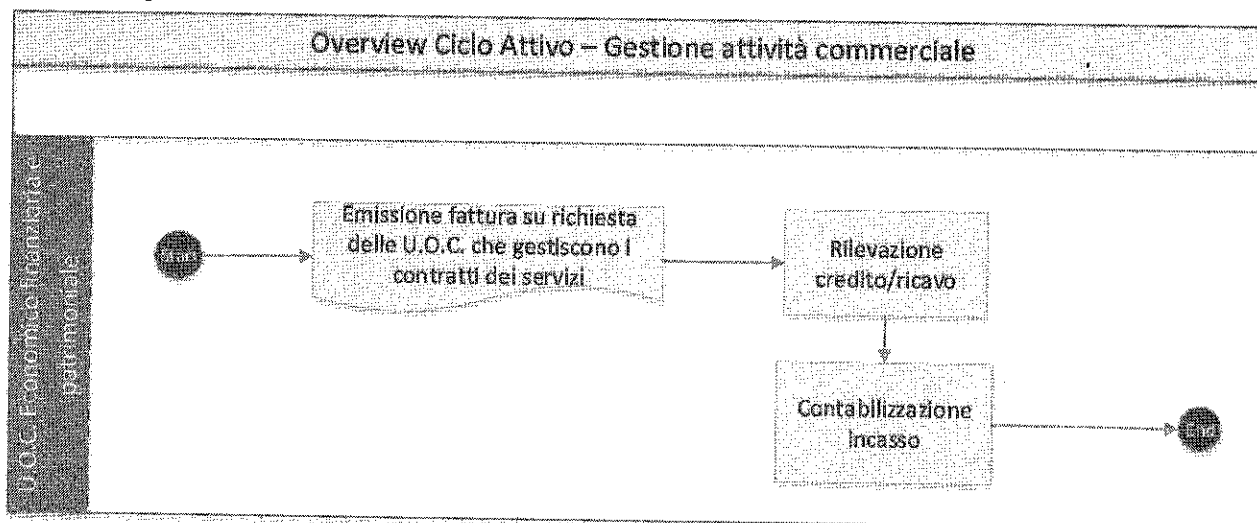 Overview Ciclo Attivo – Gestione attività commerciale
U.O.C. Economico finanziaria e
patrimoniale
Start
Emissione fattura su richiesta
delle U.O.C. che gestiscono i
contratti dei servizi
Rilevazione
credito/ricavo
Contabilizzazione
Incasso
End